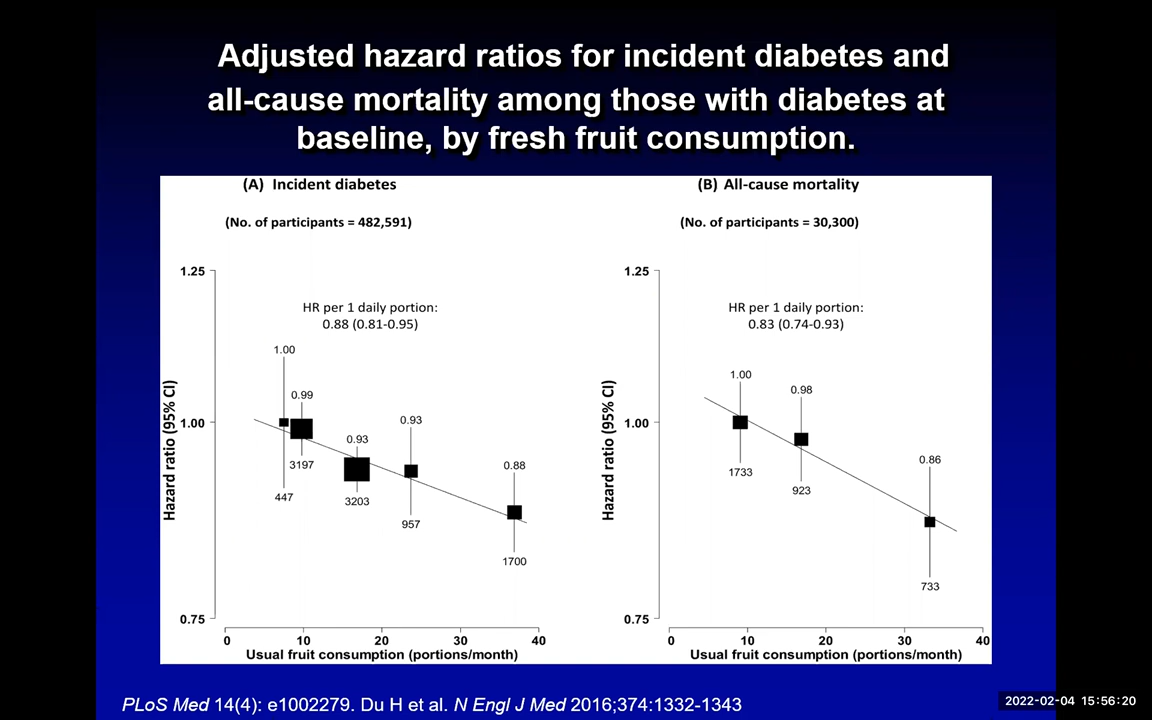 Adjusted hazard ratios for incident diabetes and
all-cause mortality among those with diabetes at
baseline, by fresh fruit consumption.
(A) Incident diabetes
(No. of participants = 482,591)
1.25
HR per 1 daily portion:
0.88 (0.81-0.95)
1.00
0.99
0.93
0.93
0.88
1.00
Hazard ratio (95% CI)
447
3197
3203
957
1700
0.75
0
10
20
30
40
Usual fruit consumption (portions/month)
(B) All-cause mortality
(No. of participants = 30,300)
1.25
HR per 1 daily portion:
0.83 (0.74-0.93)
1.00
0.98
0.86
1.00
Hazard ratio (95% CI)
1733
923
733
0.75
0
10
20
30
40
Usual fruit consumption (portions/month)
PLoS Med 14(4): e1002279. Du H et al. N Engl J Med 2016;374:1332-1343
2022-02-04 15:56:20